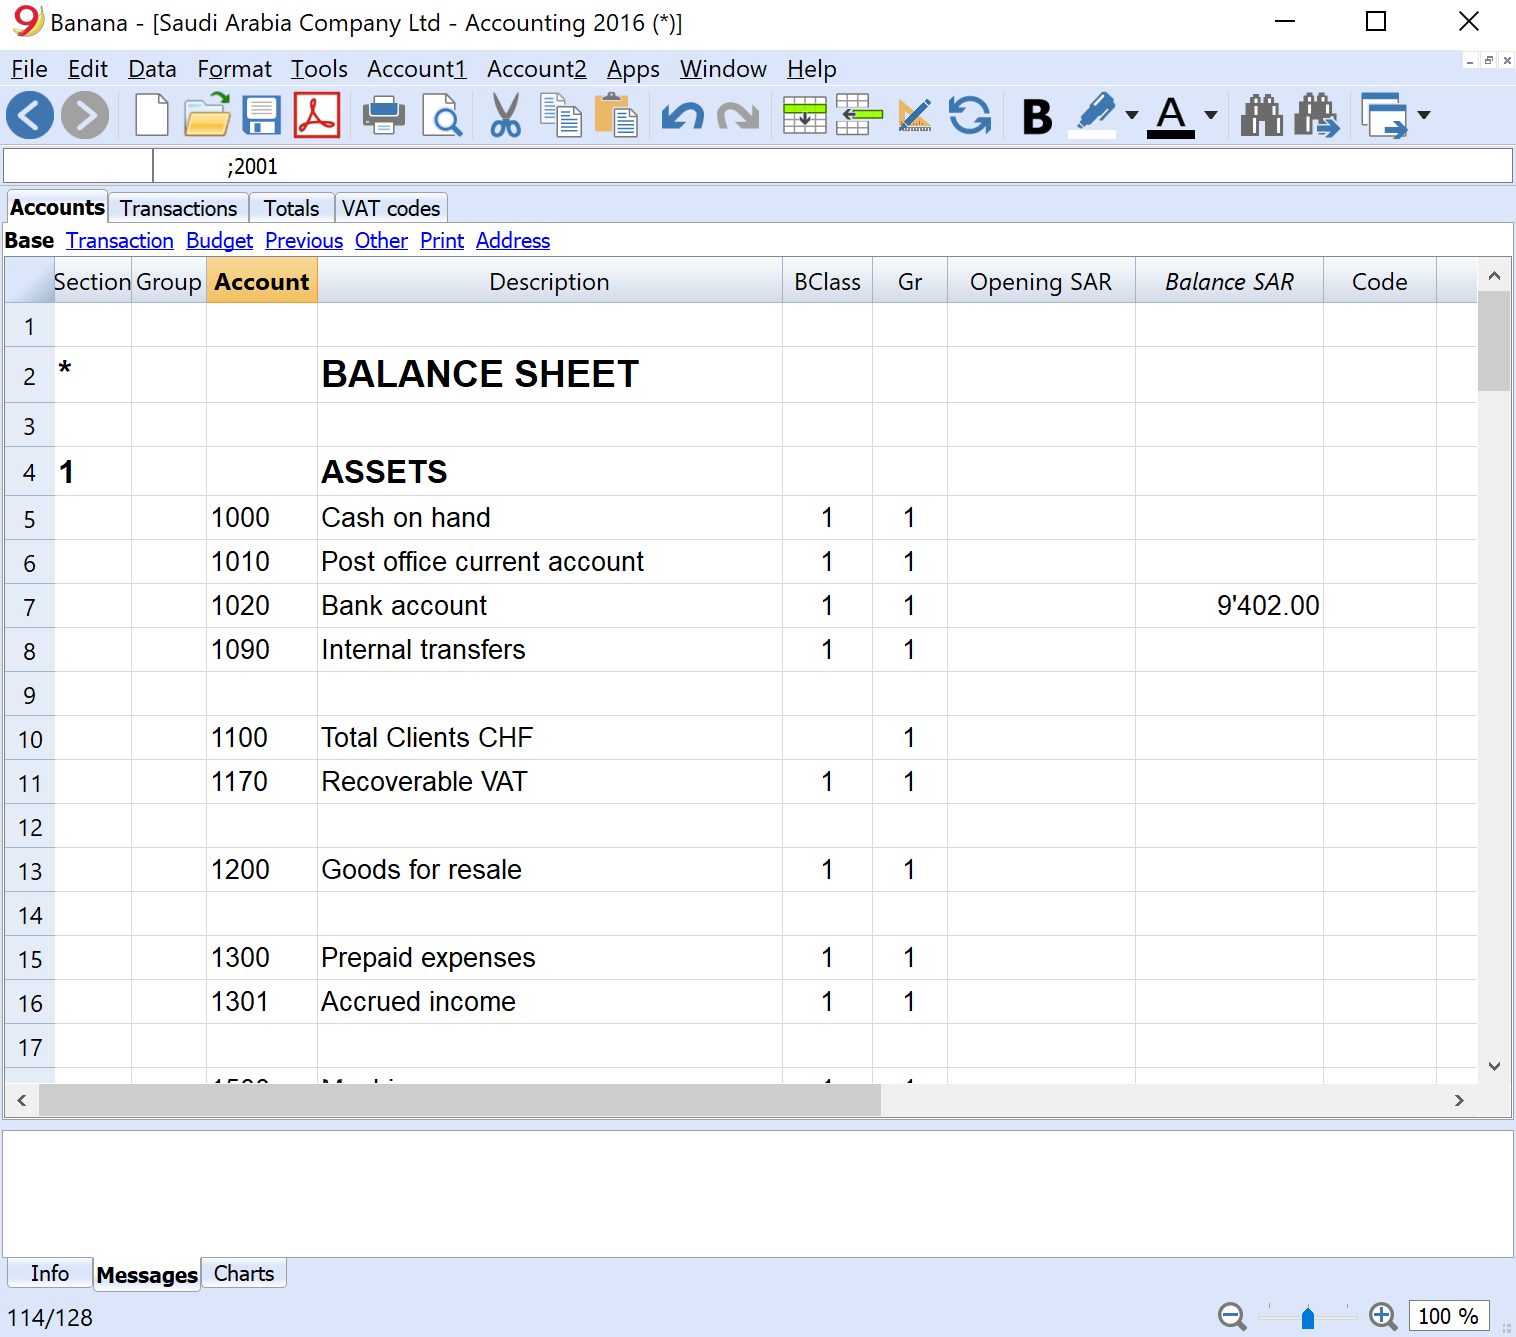 Banana - [Saudi Arabia Company Ltd - Accounting 2016 (*)]
File Edit Data Format Tools Account1 Account2 Apps Window Help
B A
;2001
Accounts Transactions Totals VAT codes
Base Transaction Budget Previous Other Print Address
Section Group Account Description BClass Gr Opening SAR Balance SAR Code
1
2 * BALANCE SHEET
3
4 1 ASSETS
5 1000 Cash on hand 1 1
6 1010 Post office current account 1 1
7 1020 Bank account 1 1 9'402.00
8 1090 Internal transfers 1 1
9
10 1100 Total Clients CHF 1
11 1170 Recoverable VAT 1 1
12
13 1200 Goods for resale 1 1
14
15 1300 Prepaid expenses 1 1
16 1301 Accrued income 1 1
17
Info Messages Charts
114/128 100 %